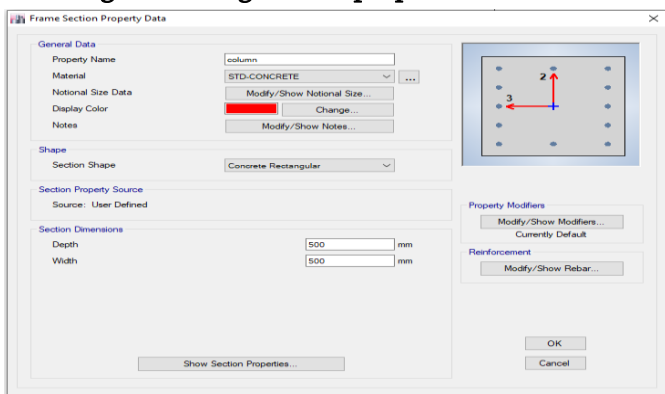 Frame Section Property Data
General Data
Property Name column
Material STD-CONCRETE ...
Notional Size Data Modify/Show Notional Size...
Display Color Change...
Notes Modify/Show Notes...
2
3
Shape
Section Shape Concrete Rectangular
Section Property Source
Source: User Defined
Section Dimensions
Depth 500 mm
Width 500 mm
Property Modifiers
Modify/Show Modifiers...
Currently Default
Reinforcement
Modify/Show Rebar...
Show Section Properties...
OK
Cancel